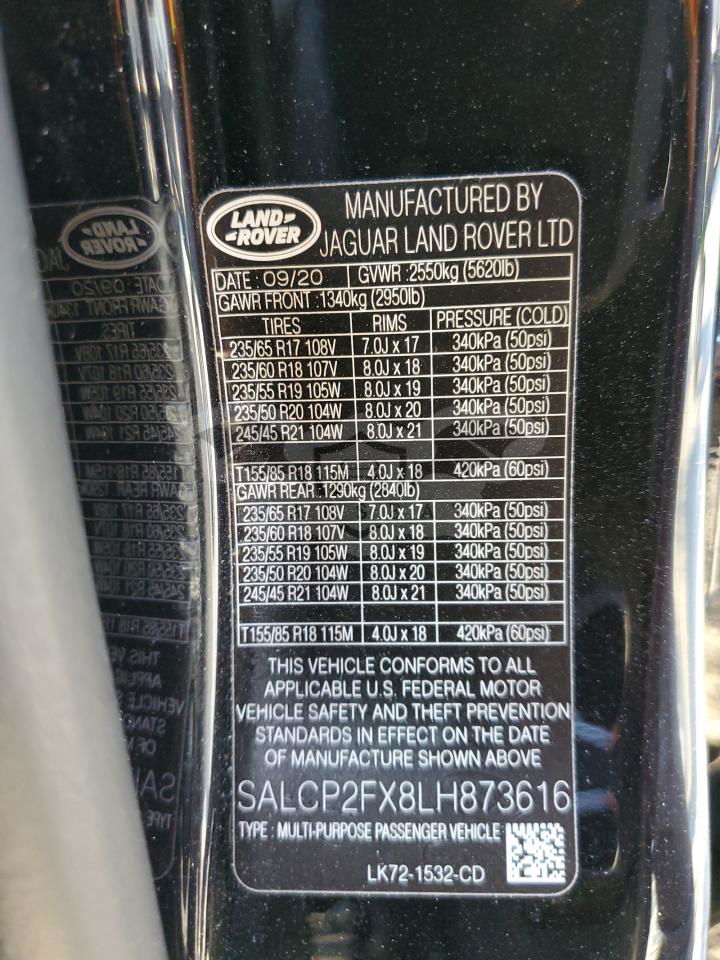 LAND-
-ROVER
MANUFACTURED BY
JAGUAR LAND ROVER LTD
DATE : 09/20 GVWR :2550kg (5620lb)
GAWR FRONT :1340kg (2950lb)
TIRES RIMS PRESSURE (COLD)
235/65 R17 108V 7.0J x 17 340kPa (50psi)
235/60 R18 107V 8.0J x 18 340kPa (50psi)
235/55 R19 105W 8.0J x 19 340kPa (50psi)
235/50 R20 104W 8.0J x 20 340kPa (50psi)
245/45 R21 104W 8.0J x 21 340kPa (50psi)
T155/85 R18 115M 4.0J x 18 420kPa (60psi)
GAWR REAR :1290kg (2840lb)
235/65 R17 108V 7.0J x 17 340kPa (50psi)
235/60 R18 107V 8.0J x 18 340kPa (50psi)
235/55 R19 105W 8.0J x 19 340kPa (50psi)
235/50 R20 104W 8.0J x 20 340kPa (50psi)
245/45 R21 104W 8.0J x 21 340kPa (50psi)
T155/85 R18 115M 4.0J x 18 420kPa (60psi)
THIS VEHICLE CONFORMS TO ALL
APPLICABLE U.S. FEDERAL MOTOR
VEHICLE SAFETY AND THEFT PREVENTION
STANDARDS IN EFFECT ON THE DATE
OF MANUFACTURE SHOWN ABOVE
SALCP2FX8LH873616
TYPE : MULTI-PURPOSE PASSENGER VEHICLE
LK72-1532-CD